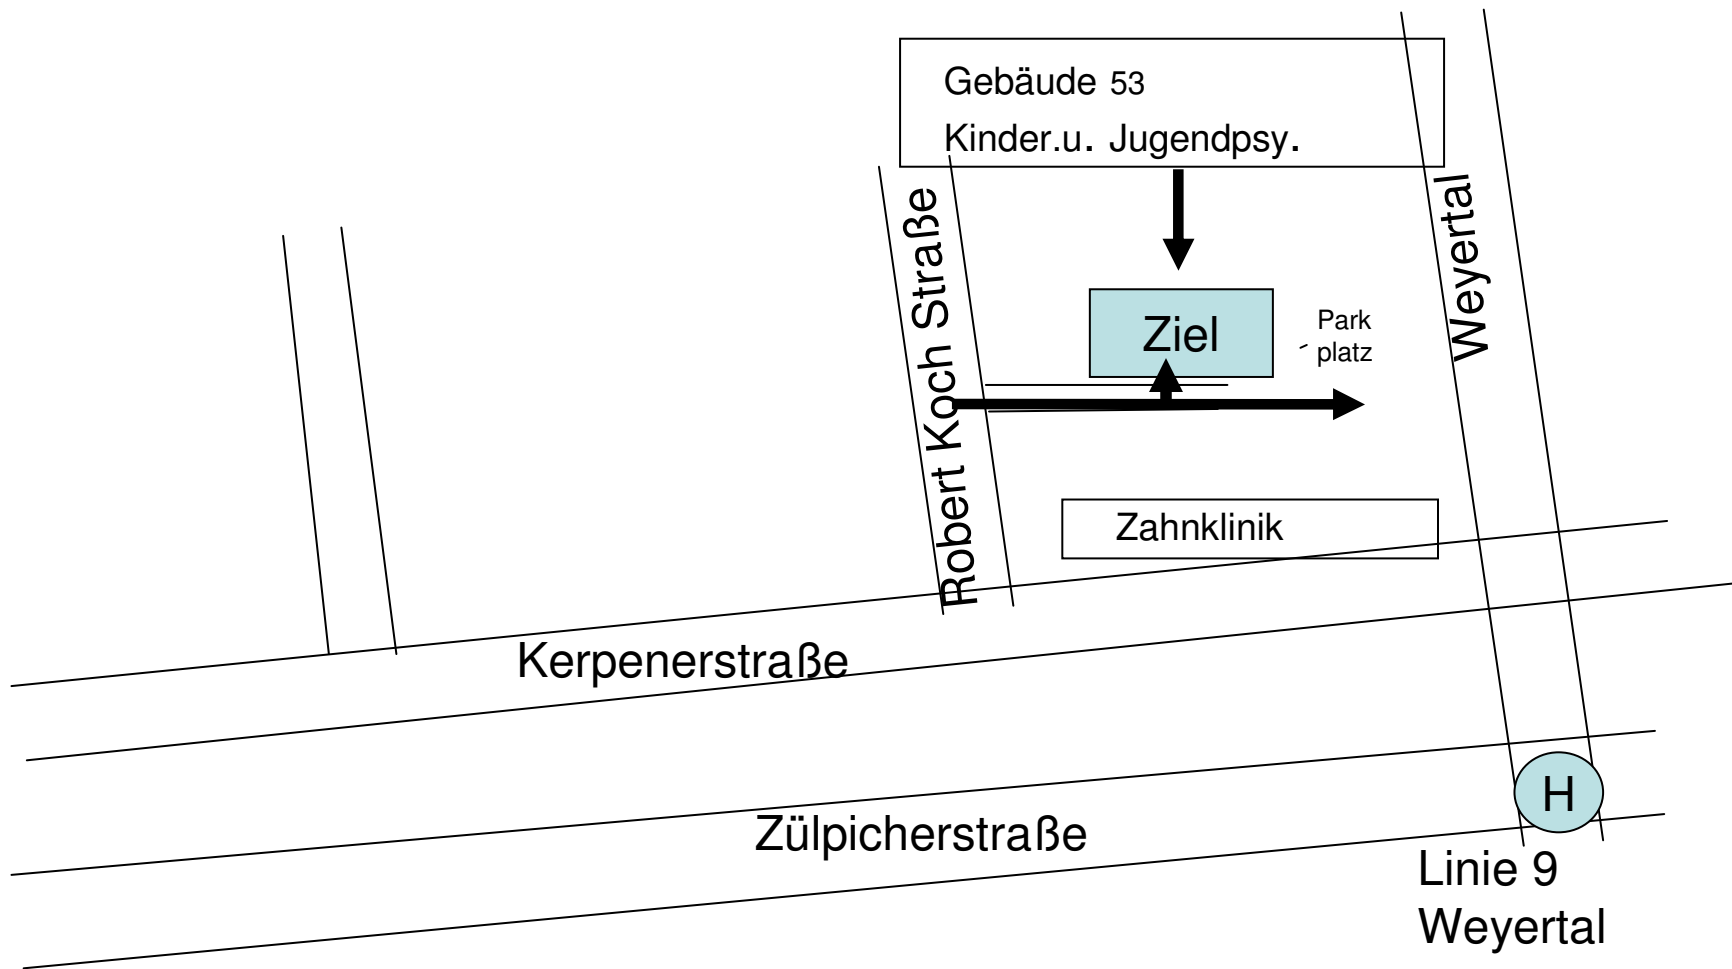 Gebäude 53
Kinder.u. Jugendpsy.
Robert Koch Straße
Weyertal
Ziel
Park
- platz
Zahnklinik
Kerpenerstraße
Zülpicherstraße
H
Linie 9
Weyertal